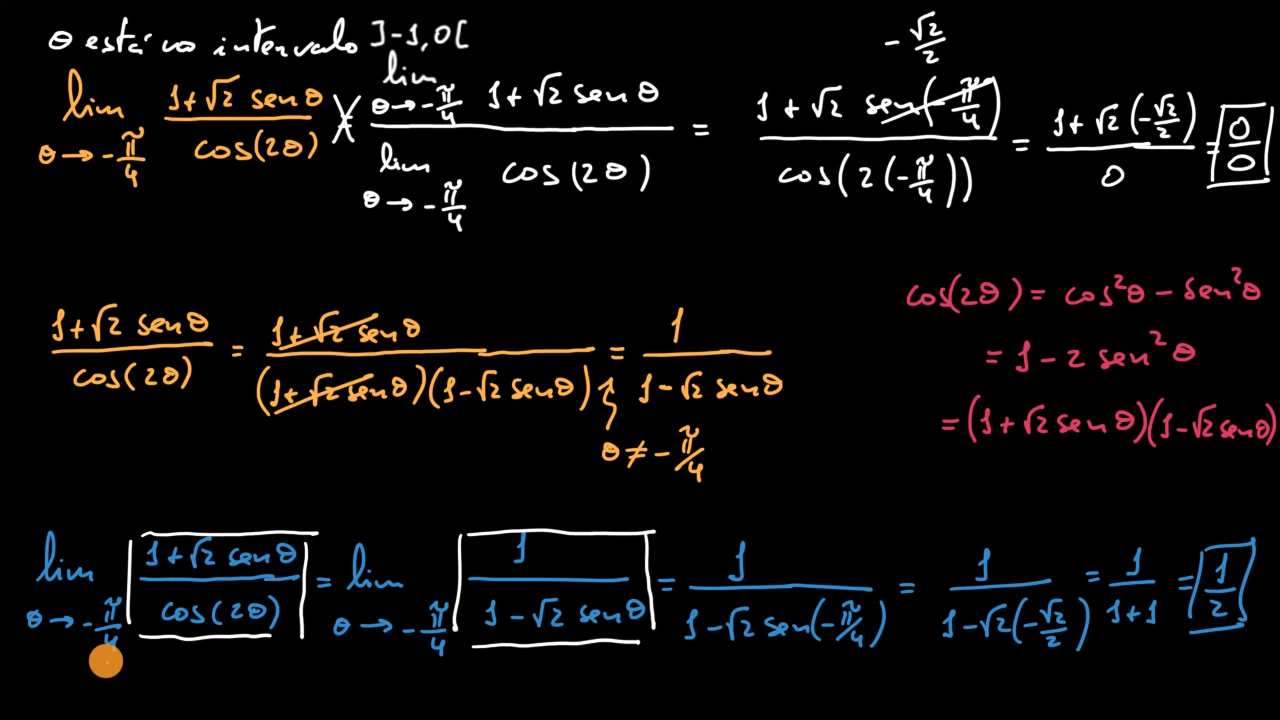 θ está no intervalo ]-1,0[
lim θ→-π/4 (1+√2 sen θ)/(cos(2θ)) ≠ (lim θ→-π/4 1+√2 sen θ)/(lim θ→-π/4 cos(2θ)) = (1+√2 sen(-π/4))/(cos(2(-π/4))) = (1+√2(-√2/2))/0 = 0/0
-√2/2
cos(2θ) = cos²θ - sen²θ
= 1-2 sen²θ
= (1+√2 sen θ)(1-√2 sen θ)
(1+√2 sen θ)/(cos(2θ)) = (1+√2 sen θ)/((1+√2 sen θ)(1-√2 sen θ)) = 1/(1-√2 sen θ)
θ ≠ -π/4
lim θ→-π/4 (1+√2 sen θ)/(cos(2θ)) = lim θ→-π/4 1/(1-√2 sen θ) = 1/(1-√2 sen(-π/4)) = 1/(1-√2(-√2/2)) = 1/(1+1) = 1/2